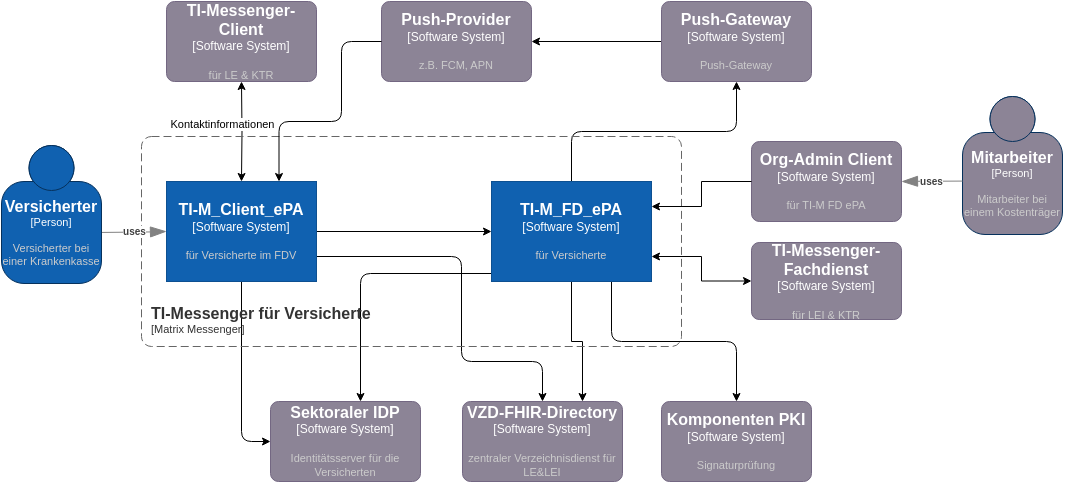 TI-Messenger-
Client
[Software System]
für LE & KTR
Push-Provider
[Software System]
z.B. FCM, APN
Push-Gateway
[Software System]
Push-Gateway
Kontaktinformationen
Versicherter
[Person]
Versicherter bei
einer Krankenkasse
uses
TI-M_Client_ePA
[Software System]
für Versicherte im FDV
TI-M_FD_ePA
[Software System]
für Versicherte
Org-Admin Client
[Software System]
für TI-M FD ePA
uses
Mitarbeiter
[Person]
Mitarbeiter bei
einem Kostenträger
TI-Messenger-
Fachdienst
[Software System]
für LEI & KTR
TI-Messenger für Versicherte
[Matrix Messenger]
Sektoraler IDP
[Software System]
Identitätsserver für die
Versicherten
VZD-FHIR-Directory
[Software System]
zentraler Verzeichnisdienst für
LE&LEI
Komponenten PKI
[Software System]
Signaturprüfung